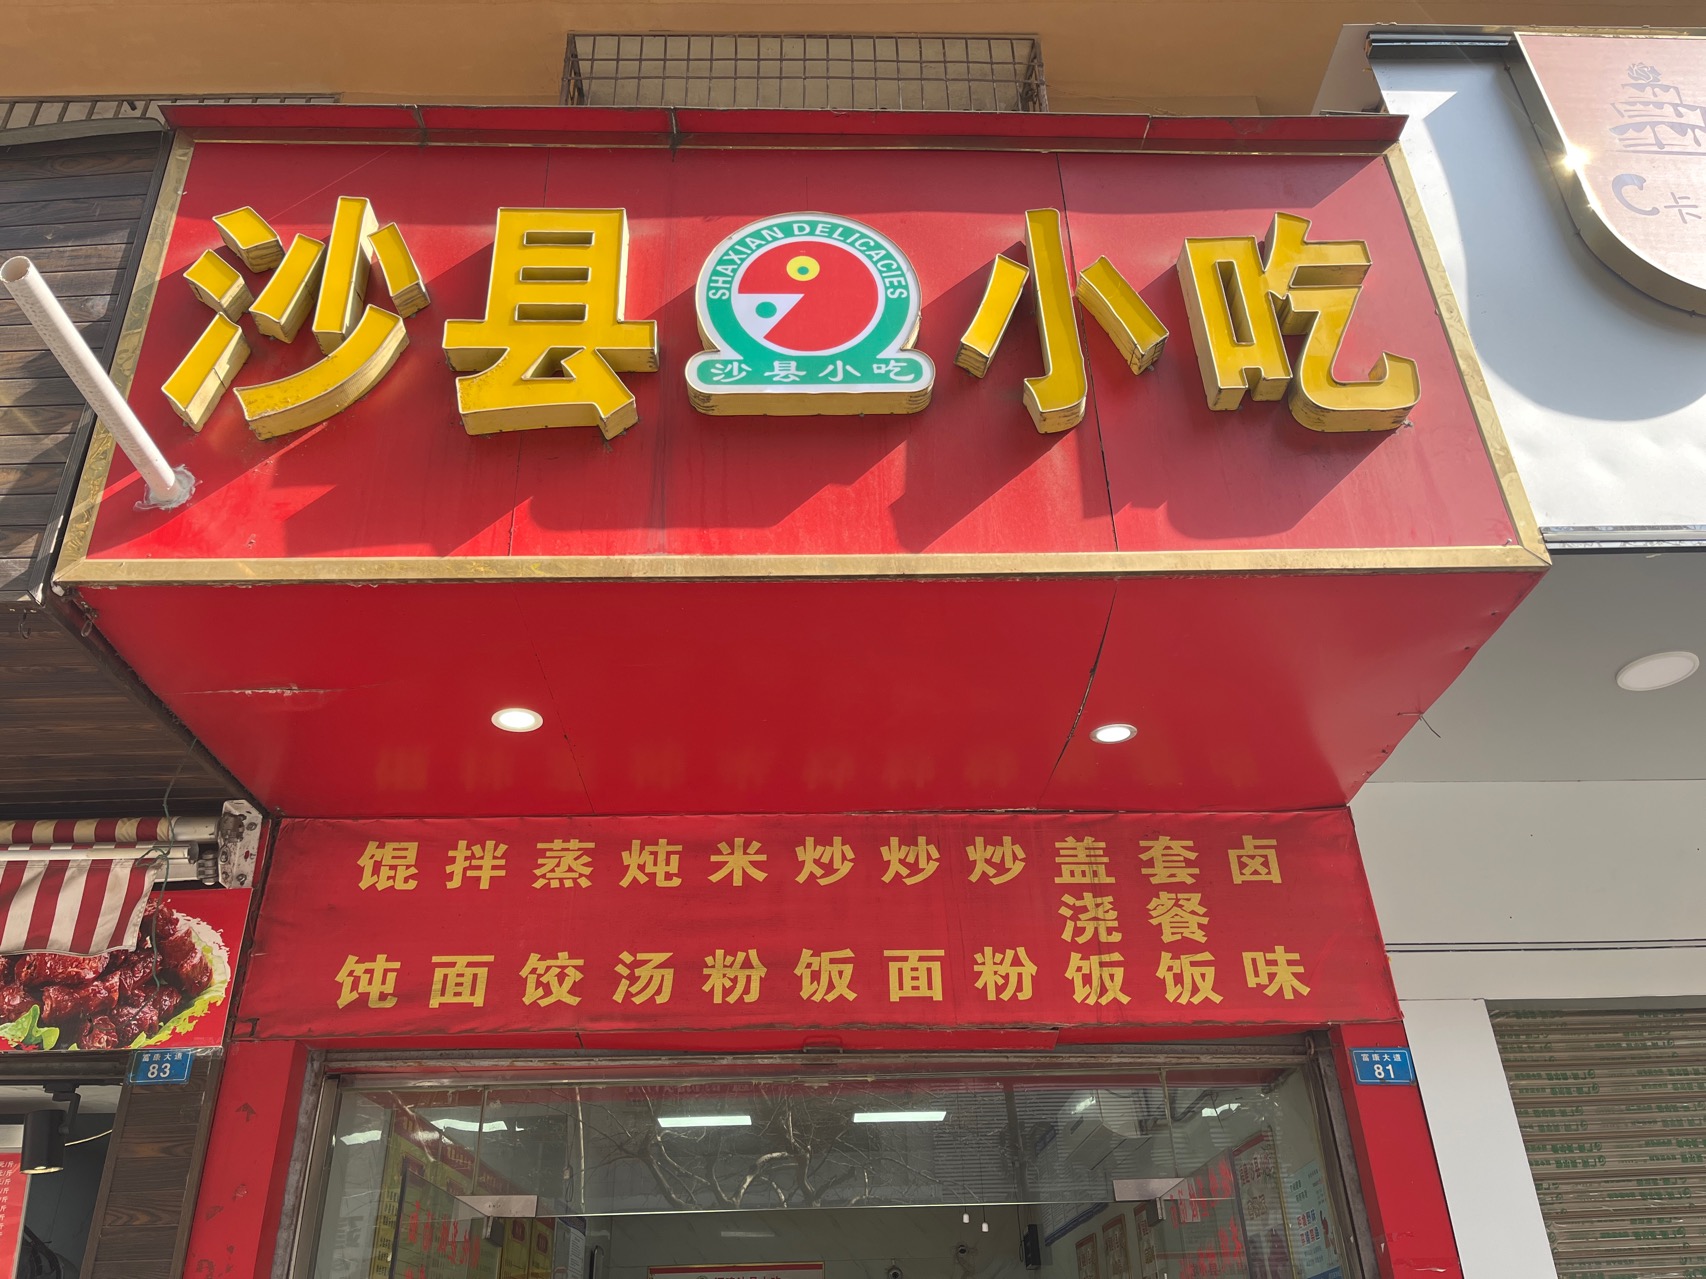 沙县小吃
SHAXIAN DELICACIES
沙县小吃
馄饨
拌面
蒸饺
炖汤
米粉
炒饭
炒面
炒粉
盖浇饭
套餐饭
卤味
富康大道
83
富康大道
81